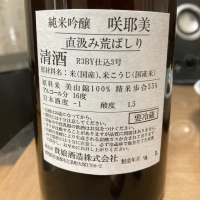 純米吟醸 咲耶美
直汲み荒ばしり
清酒 R3BY仕込3号
原材料名:米(国産)、米こうじ(国産米)
原料米 美山錦100% 精米歩合55%
アルコール分 16度
日本酒度 -1 酸度 1.5
要冷蔵
貴娘酒造株式会社
製造年月